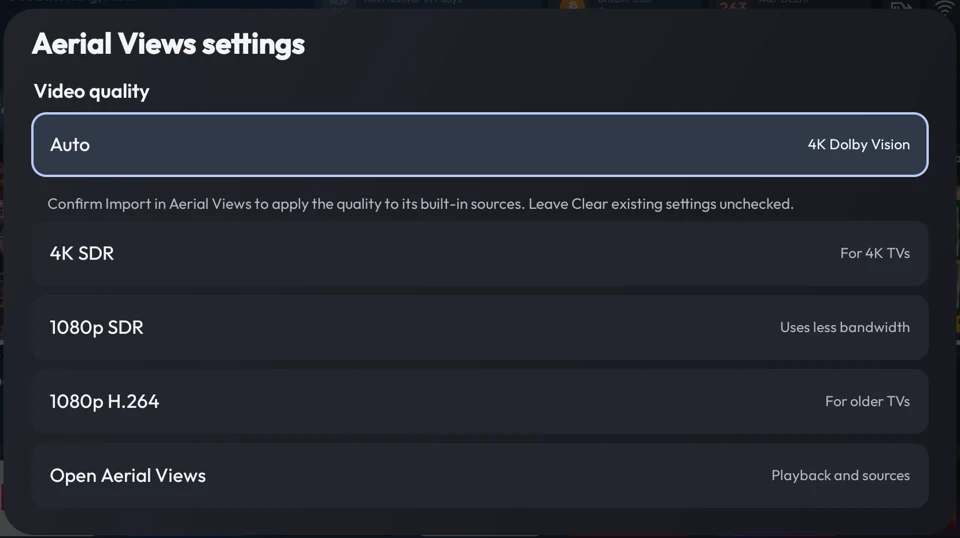 Aerial Views settings
Video quality
Auto
4K Dolby Vision
Confirm Import in Aerial Views to apply the quality to its built-in sources. Leave Clear existing settings unchecked.
4K SDR
For 4K TVs
1080p SDR
Uses less bandwidth
1080p H.264
For older TVs
Open Aerial Views
Playback and sources